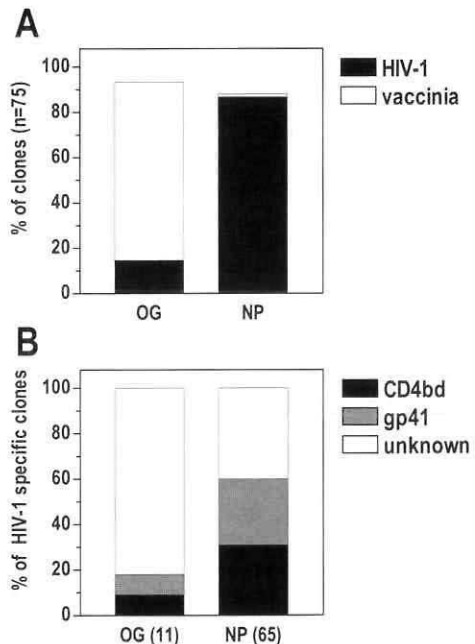 A
% of clones (n=75)
100
80
60
40
20
0
OG
NP
HIV-1
vaccinia
B
% of HIV-1 specific clones
100
80
60
40
20
0
OG (11)
NP (65)
CD4bd
gp41
unknown